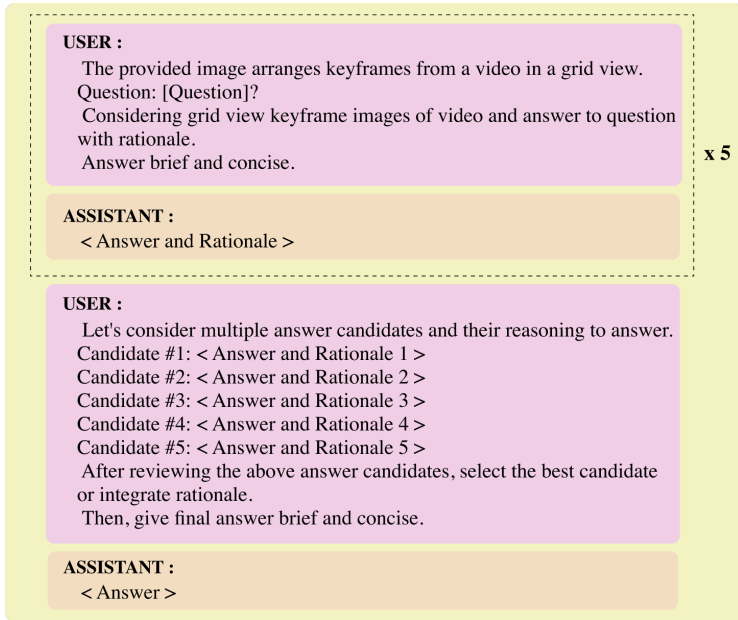 USER :
The provided image arranges keyframes from a video in a grid view.
Question: [Question]?
Considering grid view keyframe images of video and answer to question
with rationale.
Answer brief and concise.
x 5
ASSISTANT :
< Answer and Rationale >
USER :
Let's consider multiple answer candidates and their reasoning to answer.
Candidate #1: < Answer and Rationale 1 >
Candidate #2: < Answer and Rationale 2 >
Candidate #3: < Answer and Rationale 3 >
Candidate #4: < Answer and Rationale 4 >
Candidate #5: < Answer and Rationale 5 >
After reviewing the above answer candidates, select the best candidate
or integrate rationale.
Then, give final answer brief and concise.
ASSISTANT :
< Answer >